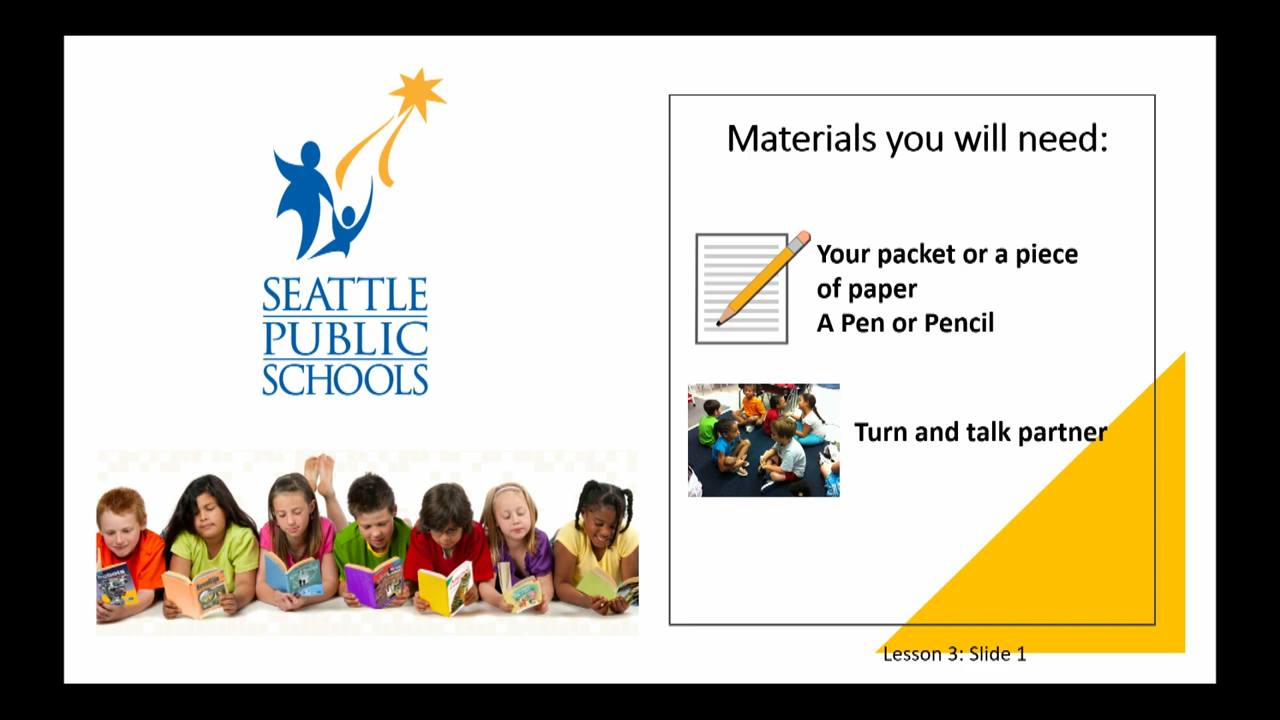 SEATTLE
PUBLIC
SCHOOLS
Materials you will need:
Your packet or a piece
of paper
A Pen or Pencil
Turn and talk partner
Lesson 3: Slide 1